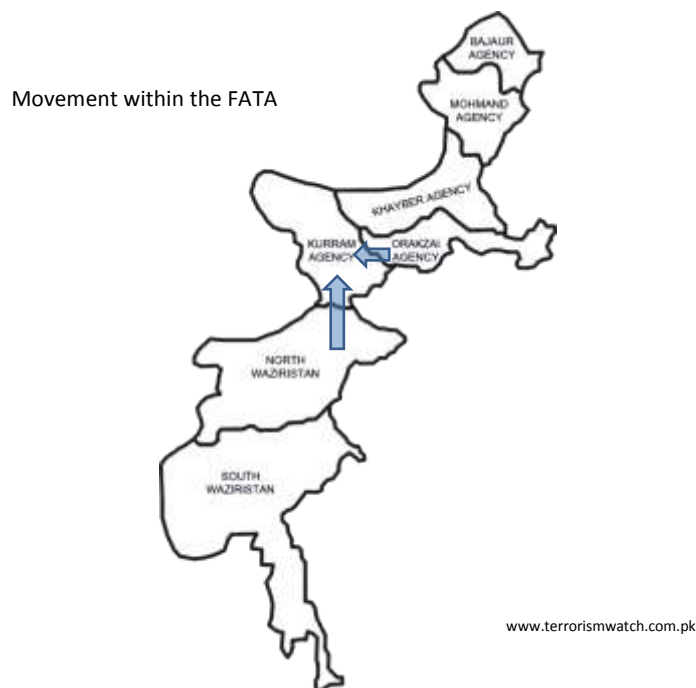 BAJAUR
AGENCY
Movement within the FATA
MOHMAND
AGENCY
KHAYBER AGENCY
KURRAM
AGENCY
ORAKZAI
AGENCY
NORTH
WAZIRISTAN
SOUTH
WAZIRISTAN
www.terrorismwatch.com.pk